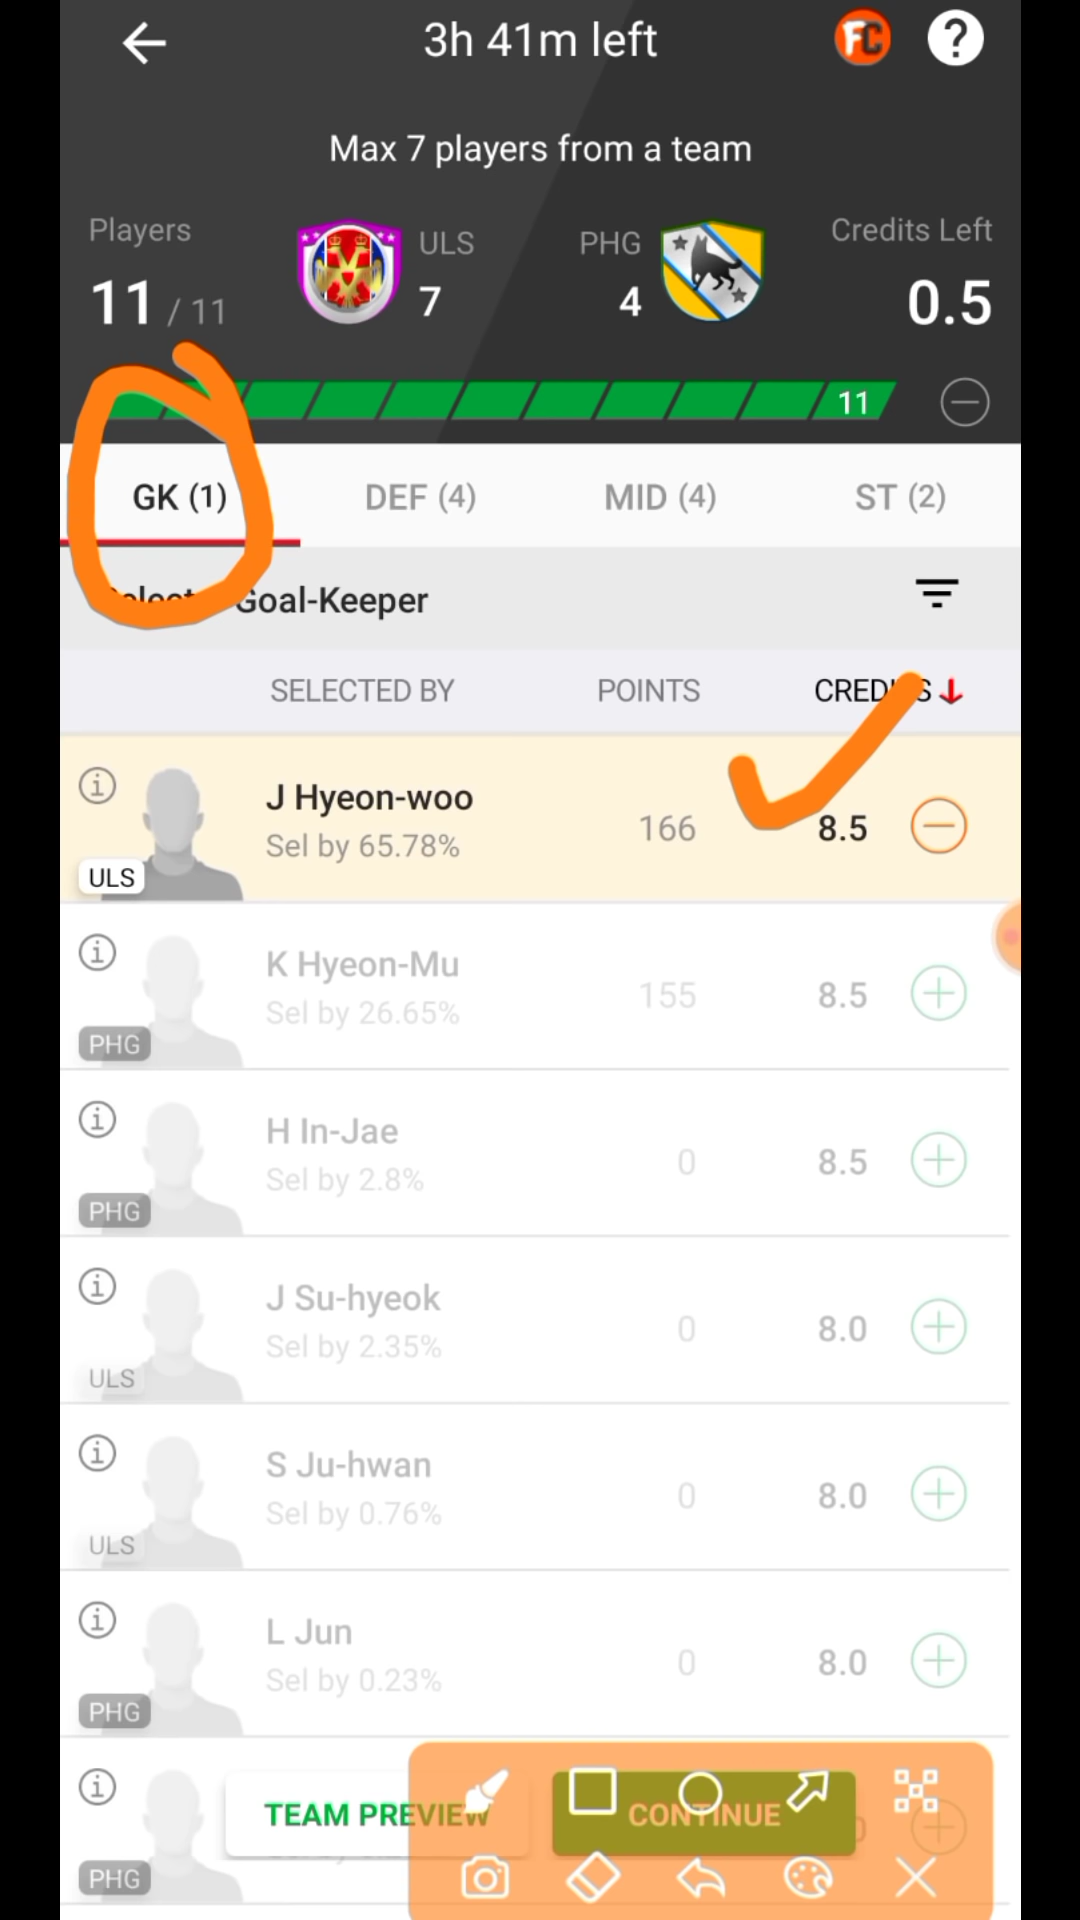 3h 41m left
FC
?
Max 7 players from a team
Players
11 / 11
ULS
7
PHG
4
Credits Left
0.5
11
GK (1)
DEF (4)
MID (4)
ST (2)
Goal-Keeper
SELECTED BY
POINTS
J Hyeon-woo
Sel by 65.78%
166
8.5
ULS
K Hyeon-Mu
Sel by 26.65%
155
8.5
PHG
H In-Jae
Sel by 2.8%
0
8.5
PHG
J Su-hyeok
Sel by 2.35%
0
8.0
ULS
S Ju-hwan
Sel by 0.76%
0
8.0
ULS
L Jun
Sel by 0.23%
0
8.0
PHG
TEAM PREVIEW
CONTINUE
PHG